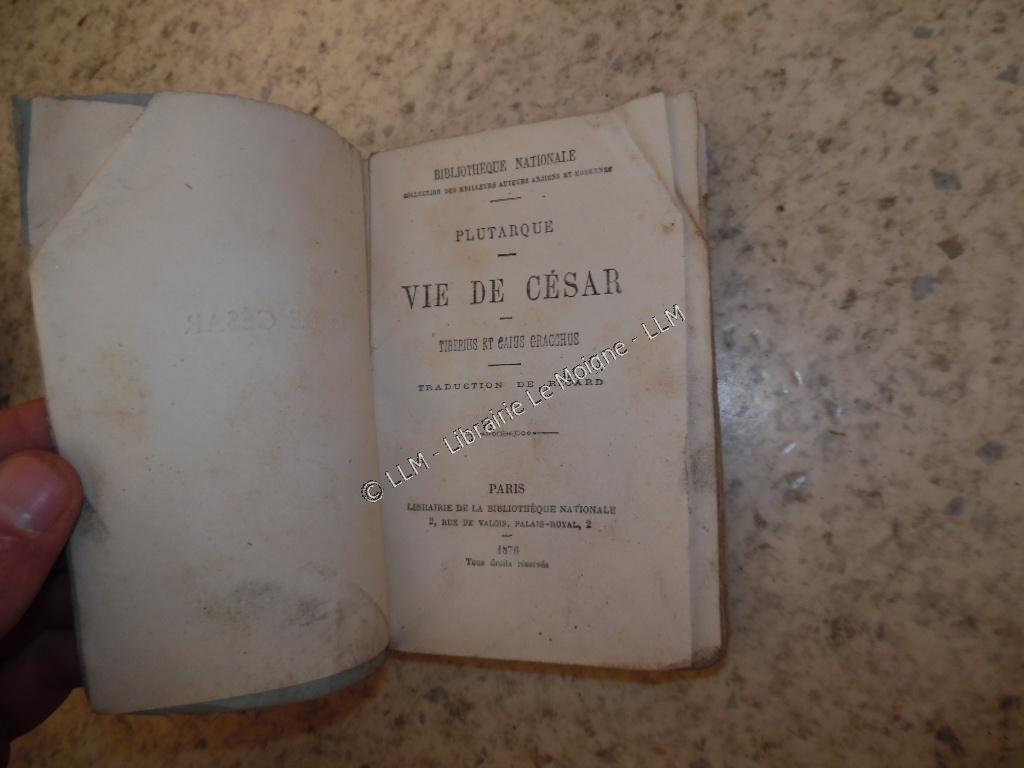 BIBLIOTHÈQUE NATIONALE
COLLECTION DES MEILLEURS AUTEURS ANCIENS ET MODERNES
PLUTARQUE
VIE DE CÉSAR
TIBERIUS ET CAIUS GRACCHUS
TRADUCTION DE RICARD
PARIS
LIBRAIRIE DE LA BIBLIOTHÈQUE NATIONALE
2, RUE DE VALOIS, PALAIS-ROYAL, 2
1876
Tous droits réservés
© LLM - Librairie Le Moigne - LLM